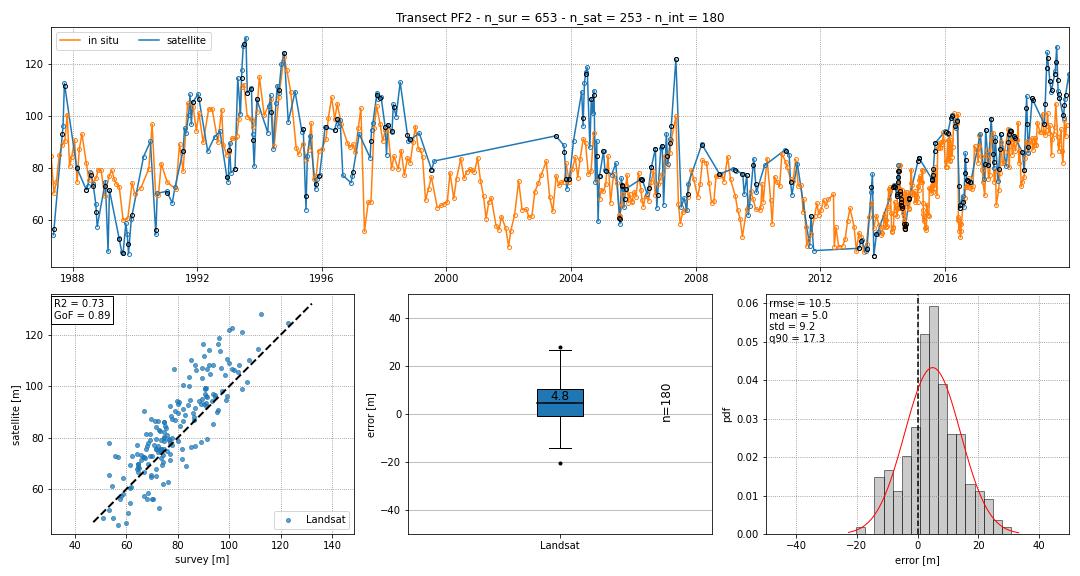 Transect PF2 - n_sur = 653 - n_sat = 253 - n_int = 180
in situ
satellite
120
100
80
60
1988
1992
1996
2000
2004
2008
2012
2016
R2 = 0.73
GoF = 0.89
satellite [m]
120
100
80
60
Landsat
40
60
80
100
120
140
survey [m]
error [m]
40
20
0
−20
−40
4.8
n=180
Landsat
pdf
0.06
0.05
0.04
0.03
0.02
0.01
0.00
rmse = 10.5
mean = 5.0
std = 9.2
q90 = 17.3
−40
−20
0
20
40
error [m]